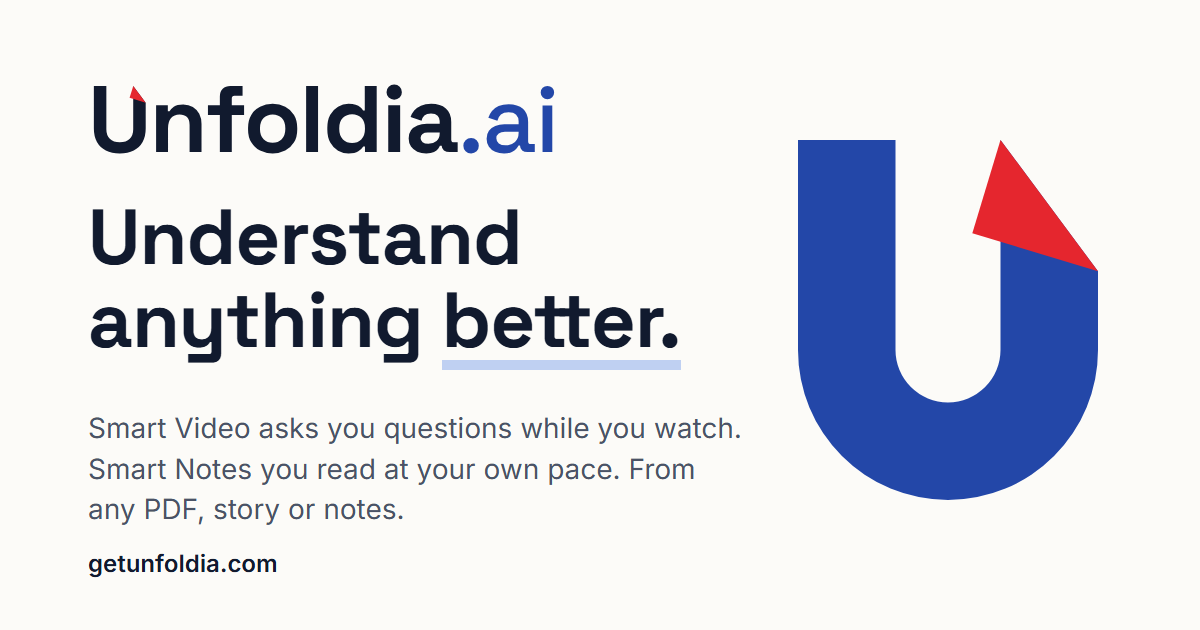 Unfoldia.ai
Understand
anything better.
Smart Video asks you questions while you watch.
Smart Notes you read at your own pace. From
any PDF, story or notes.
getunfoldia.com